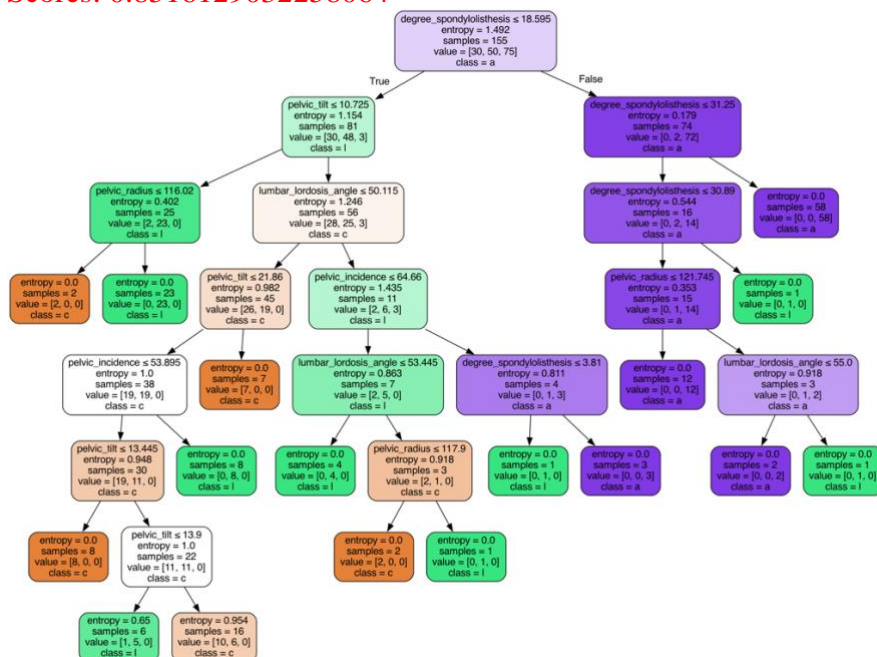 Scores: 0.8516129032258064
degree_spondylolisthesis ≤ 18.595
entropy = 1.492
samples = 155
value = [30, 50, 75]
class = a
True
False
pelvic_tilt ≤ 10.725
entropy = 1.154
samples = 81
value = [30, 48, 3]
class = l
degree_spondylolisthesis ≤ 31.25
entropy = 0.179
samples = 74
value = [0, 2, 72]
class = a
pelvic_radius ≤ 116.02
entropy = 0.402
samples = 25
value = [2, 23, 0]
class = l
lumbar_lordosis_angle ≤ 50.115
entropy = 1.246
samples = 56
value = [28, 25, 3]
class = c
degree_spondylolisthesis ≤ 30.89
entropy = 0.544
samples = 16
value = [0, 2, 14]
class = a
entropy = 0.0
samples = 58
value = [0, 0, 58]
class = a
entropy = 0.0
samples = 2
value = [2, 0, 0]
class = c
entropy = 0.0
samples = 23
value = [0, 23, 0]
class = l
pelvic_tilt ≤ 21.86
entropy = 0.982
samples = 45
value = [26, 19, 0]
class = c
pelvic_incidence ≤ 64.66
entropy = 1.435
samples = 11
value = [2, 6, 3]
class = l
pelvic_radius ≤ 121.745
entropy = 0.353
samples = 15
value = [0, 1, 14]
class = a
entropy = 0.0
samples = 1
value = [0, 1, 0]
class = l
pelvic_incidence ≤ 53.895
entropy = 1.0
samples = 38
value = [19, 19, 0]
class = c
entropy = 0.0
samples = 7
value = [7, 0, 0]
class = c
lumbar_lordosis_angle ≤ 53.445
entropy = 0.863
samples = 7
value = [2, 5, 0]
class = l
degree_spondylolisthesis ≤ 3.81
entropy = 0.811
samples = 4
value = [0, 1, 3]
class = a
entropy = 0.0
samples = 12
value = [0, 0, 12]
class = a
lumbar_lordosis_angle ≤ 55.0
entropy = 0.918
samples = 3
value = [0, 1, 2]
class = a
pelvic_tilt ≤ 13.445
entropy = 0.948
samples = 30
value = [19, 11, 0]
class = c
entropy = 0.0
samples = 8
value = [0, 8, 0]
class = l
entropy = 0.0
samples = 4
value = [0, 4, 0]
class = l
pelvic_radius ≤ 117.9
entropy = 0.918
samples = 3
value = [2, 1, 0]
class = c
entropy = 0.0
samples = 1
value = [0, 1, 0]
class = l
entropy = 0.0
samples = 3
value = [0, 0, 3]
class = a
entropy = 0.0
samples = 2
value = [0, 0, 2]
class = a
entropy = 0.0
samples = 1
value = [0, 1, 0]
class = l
entropy = 0.0
samples = 8
value = [8, 0, 0]
class = c
pelvic_tilt ≤ 13.9
entropy = 1.0
samples = 22
value = [11, 11, 0]
class = c
entropy = 0.0
samples = 2
value = [2, 0, 0]
class = c
entropy = 0.0
samples = 1
value = [0, 1, 0]
class = l
entropy = 0.65
samples = 6
value = [1, 5, 0]
class = l
entropy = 0.954
samples = 16
value = [10, 6, 0]
class = c